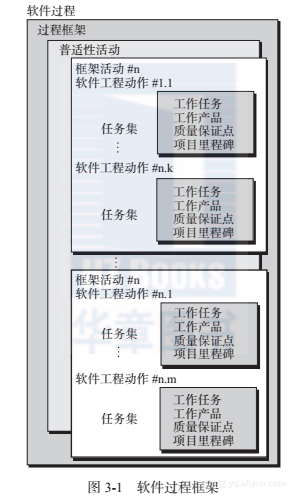 软件过程
过程框架
普适性活动
框架活动 #n
软件工程动作 #1.1
任务集
⋮
工作任务
工作产品
质量保证点
项目里程碑
软件工程动作 #n.k
任务集
工作任务
工作产品
质量保证点
项目里程碑
⋮
框架活动 #n
软件工程动作 #n.1
任务集
⋮
工作任务
工作产品
质量保证点
项目里程碑
软件工程动作 #n.m
任务集
工作任务
工作产品
质量保证点
项目里程碑
BOOKS
华章图书
图 3-1 软件过程框架
yq.aliyun.com